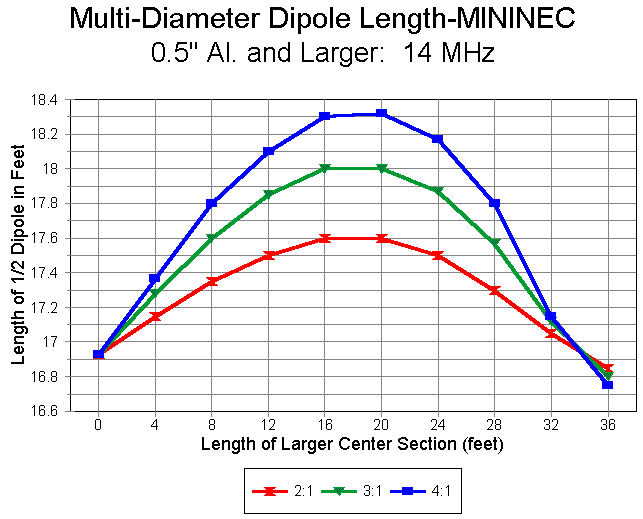 Multi-Diameter Dipole Length-MININEC
0.5" Al. and Larger:  14 MHz
Length of 1/2 Dipole in Feet
18.4
18.2
18
17.8
17.6
17.4
17.2
17
16.8
16.6
0 4 8 12 16 20 24 28 32 36
Length of Larger Center Section (feet)
2:1 3:1 4:1